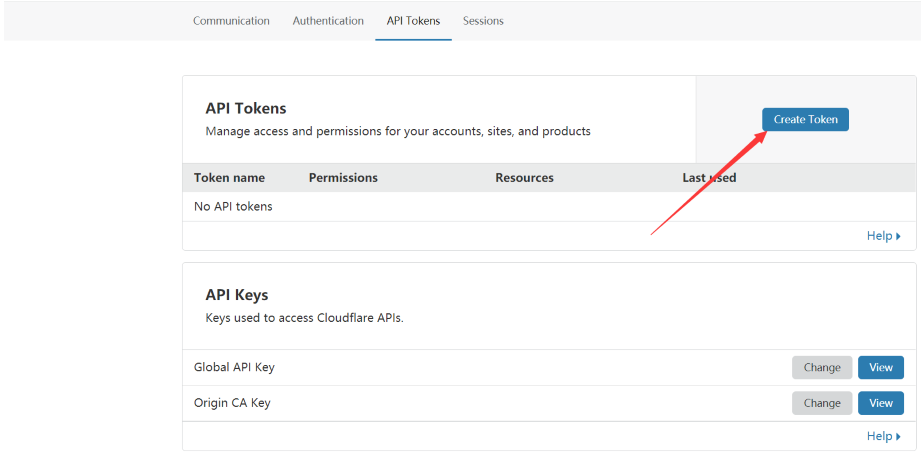 Communication Authentication API Tokens Sessions
API Tokens
Manage access and permissions for your accounts, sites, and products
Create Token
Token name Permissions Resources Last used
No API tokens
Help
API Keys
Keys used to access Cloudflare APIs.
Global API Key Change View
Origin CA Key Change View
Help